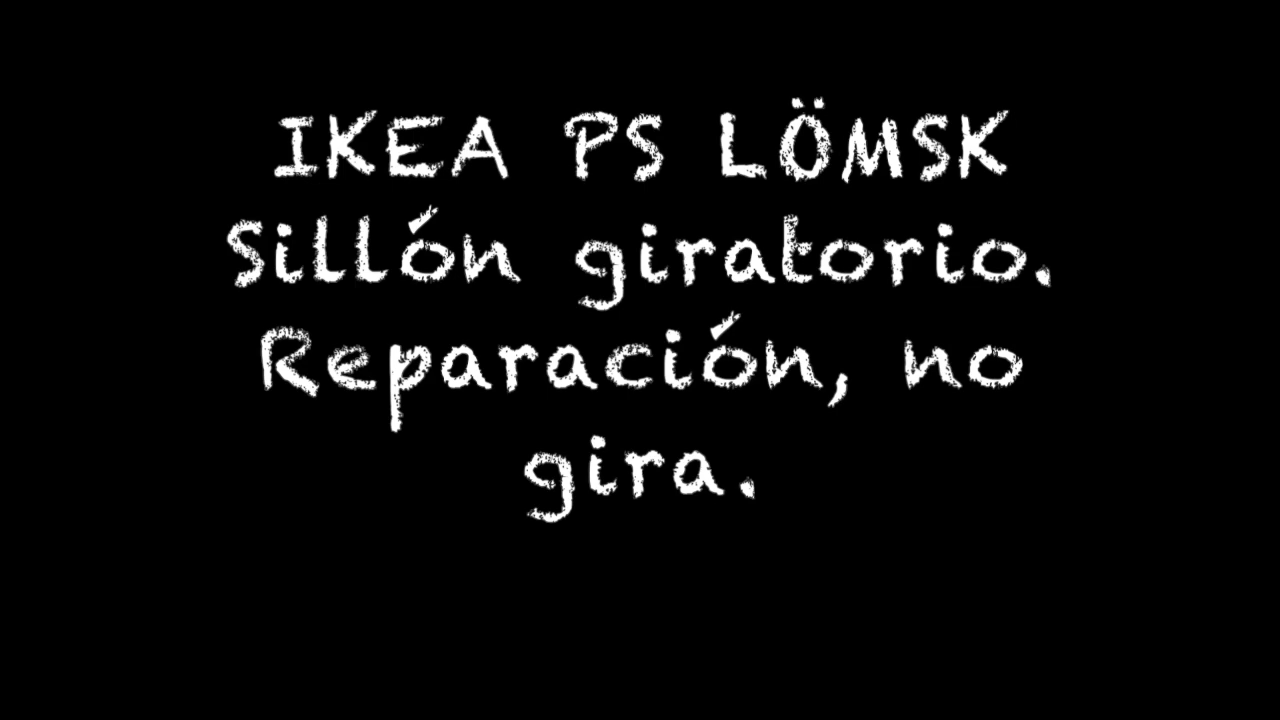 IKEA PS LÖMSK
Sillón giratorio.
Reparación, no
gira.